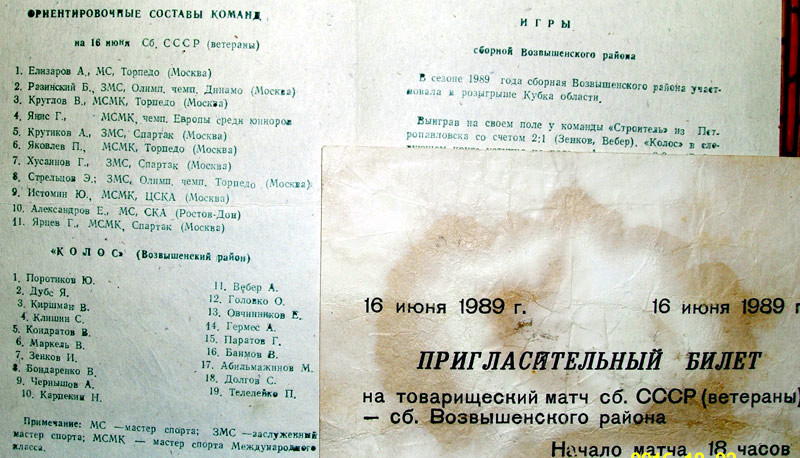 ОРИЕНТИРОВОЧНЫЕ СОСТАВЫ КОМАНД
на 16 июня Сб. СССР (ветераны)
1. Елизаров А., МС, Торпедо (Москва)
2. Разинский Б., ЗМС, Олимп. чемп. Динамо (Москва)
3. Круглов В., МСМК, Торпедо (Москва)
4. Янис Г., МСМК, чемп. Европы среди юниоров
5. Крутиков А., ЗМС, Спартак (Москва)
6. Яковлев П., МСМК, Торпедо (Москва)
7. Хусаинов Г., ЗМС, Спартак (Москва)
8. Стрельцов Э.; ЗМС, Олимп. чемп. Торпедо (Москва)
9. Истомин Ю., МСМК, ЦСКА (Москва)
10. Александров Е., МС, СКА (Ростов-Дон)
11. Ярцев Г., МСМК, Спартак (Москва)
«КОЛОС» (Возвышенский район)
1. Поротиков Ю.
2. Дубс Я.
3. Киршман В.
4. Клишин С.
5. Кондратов В.
6. Маркель В.
7. Зенков И.
8. Бондаренко В.
9. Чернышов А.
10. Карпекин Н.
11. Вебер А.
12. Головко О.
13. Овчинников Е.
14. Гермес А.
15. Паратов Г.
16. Баимов В.
17. Абильмажинов М.
18. Долгов С.
19. Телелейко П.
Примечание: МС —мастер спорта; ЗМС —заслуженный
мастер спорта; МСМК — мастер спорта Международного
класса.
ИГРЫ
сборной Возвышенского района
В сезоне 1989 года сборная Возвышенского района участ-
вовала в розыгрыше Кубка области.
Выиграв на своем поле у команды «Строитель» из Пет-
ропавловска со счетом 2:1 (Зенков, Вебер). «Колос» в сле-
16 июня 1989 г. 16 июня 1989 г
ПРИГЛАСИТЕЛЬНЫЙ БИЛЕТ
на товарищеский матч сб. СССР (ветераны)
— сб. Возвышенского района
Начало матча 18 часов